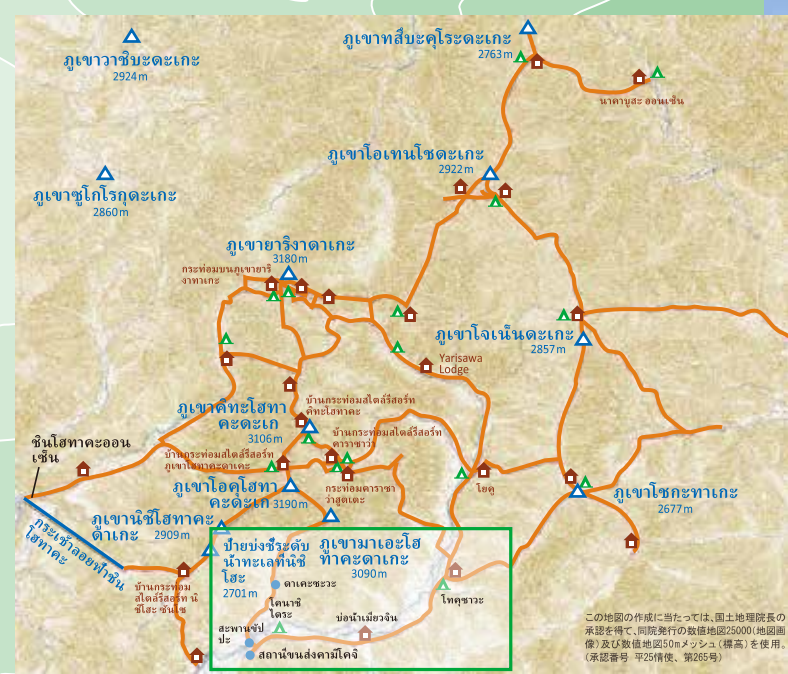 ภูเขาวาชิบะดะเกะ
2924m
ภูเขาทสึบะคุโระดะเกะ
2763m
นาคาบูสะ ออนเซ็น
ภูเขาซูโกโรกุดะเกะ
2860m
ภูเขาโอเทนโชดะเกะ
2922m
ภูเขายาริงาดาเกะ
3180m
กระท่อมบนภูเขายาริ
งาทาเกะ
ภูเขาโจเน็นดะเกะ
2857m
Yarisawa
Lodge
ภูเขาคิทะโฮทา
คะดะเก
3106m
บ้านกระท่อมสไตล์รีสอร์ท
คิทะโฮทาคะ
บ้านกระท่อมสไตล์รีสอร์ท
คาราซาว่า
ชินโฮทาคะออน
เซ็น
บ้านกระท่อมสไตล์รีสอร์ท
ภูเขาโฮทาคะดาเคะ
กระท่อมคาราซา
ว่าฮูดเตะ
โยคุ
ภูเขาโอคุโฮทา
คะดะเก 3190m
ภูเขาโชกะทาเกะ
2677m
กระเช้าลอยฟ้าชิน
โฮทาคะ
ภูเขานิชิโฮทาคะ
ดาเกะ 2909m
ป้ายบ่งชี้ระดับ
น้ำทะเลที่นิชิ
โฮะ
2701m
ภูเขามาเอะโฮ
ทาคะดาเกะ
3090m
บ้านกระท่อม
สไตล์รีสอร์ท นิ
ชิโฮะ ซันโซ
ดาเคะซะวะ
โคนาชิ
ไดระ
สะพานขัป
ปะ
บ่อน้ำเมียวจิน
โทคุซาวะ
สถานีขนส่งคามิโคจิ
この地図の作成に当たっては、国土地理院長の
承認を得て、同院発行の数値地図25000(地図画
像)及び数値地図50mメッシュ(標高)を使用。
(承認番号 平25情使、第265号)